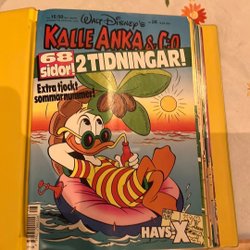 WALT DISNEY'S
KALLE ANKA & C:O
68
sidor!
2 TIDNINGAR!
Extra tjockt
sommarnummer!
HAVS-X